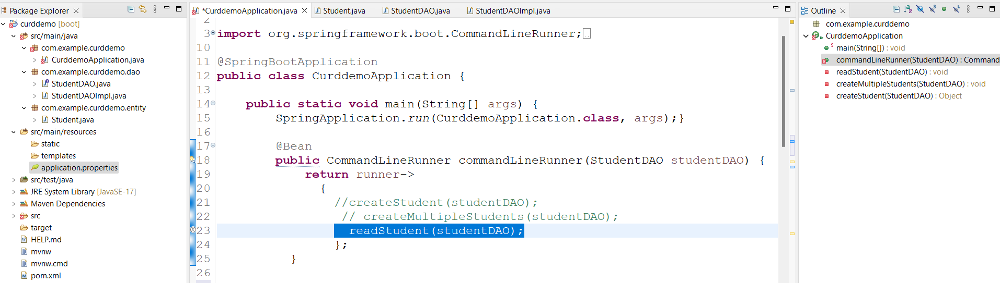 Package Explorer
curddemo [boot]
src/main/java
com.example.curddemo
CurddemoApplication.java
com.example.curddemo.dao
StudentDAO.java
StudentDAOImpl.java
com.example.curddemo.entity
Student.java
src/main/resources
static
templates
application.properties
src/test/java
JRE System Library [JavaSE-17]
Maven Dependencies
src
target
HELP.md
mvnw
mvnw.cmd
pom.xml
*CurddemoApplication.java
Student.java
StudentDAO.java
StudentDAOImpl.java
2
3 import org.springframework.boot.CommandLineRunner;
10
11 @SpringBootApplication
12 public class CurddemoApplication {
13
14 public static void main(String[] args) {
15 SpringApplication.run(CurddemoApplication.class, args);}
16
17 @Bean
18 public CommandLineRunner commandLineRunner(StudentDAO studentDAO) {
19 return runner->
20 {
21 //createStudent(studentDAO);
22 // createMultipleStudents(studentDAO);
23 readStudent(studentDAO);
24 };
25 }
26
Outline
com.example.curddemo
CurddemoApplication
main(String[]) : void
commandLineRunner(StudentDAO) : Command
readStudent(StudentDAO) : void
createMultipleStudents(StudentDAO) : void
createStudent(StudentDAO) : Object